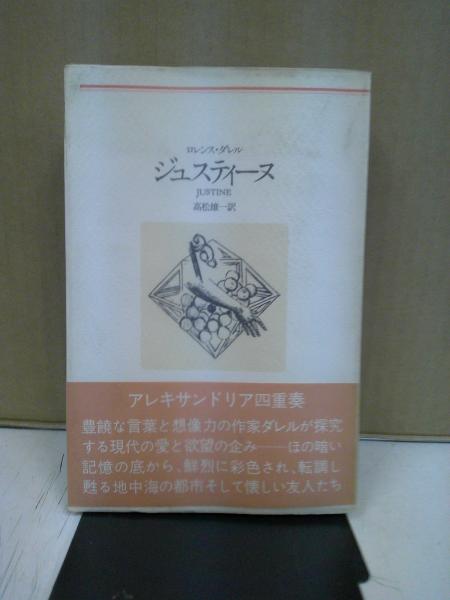 ロレンス・ダレル
ジュスティーヌ
JUSTINE
高松雄一訳
アレキサンドリア四重奏
豊饒な言葉と想像力の作家ダレルが探究
する現代の愛と欲望の企み——ほの暗い
記憶の底から、鮮烈に彩色され、転調し
甦る地中海の都市そして懐しい友人たち